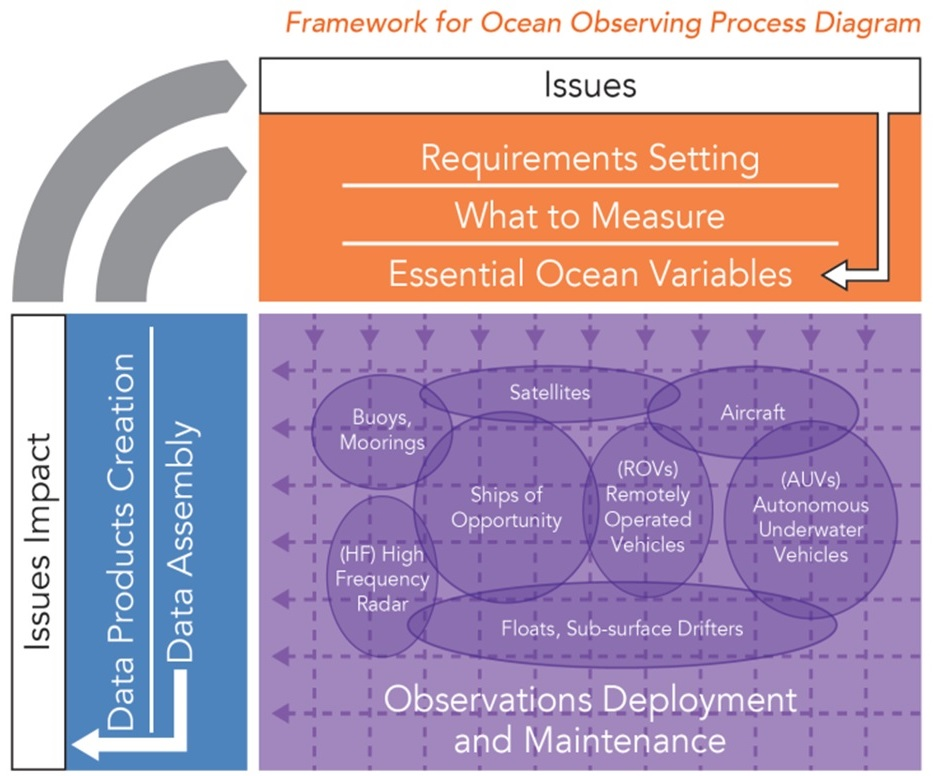 Framework for Ocean Observing Process Diagram
Issues
Requirements Setting
What to Measure
Essential Ocean Variables
Issues Impact
Data Products Creation
Data Assembly
Satellites
Aircraft
Buoys,
Moorings
Ships of
Opportunity
(ROVs)
Remotely
Operated
Vehicles
(AUVs)
Autonomous
Underwater
Vehicles
(HF) High
Frequency
Radar
Floats, Sub-surface Drifters
Observations Deployment
and Maintenance